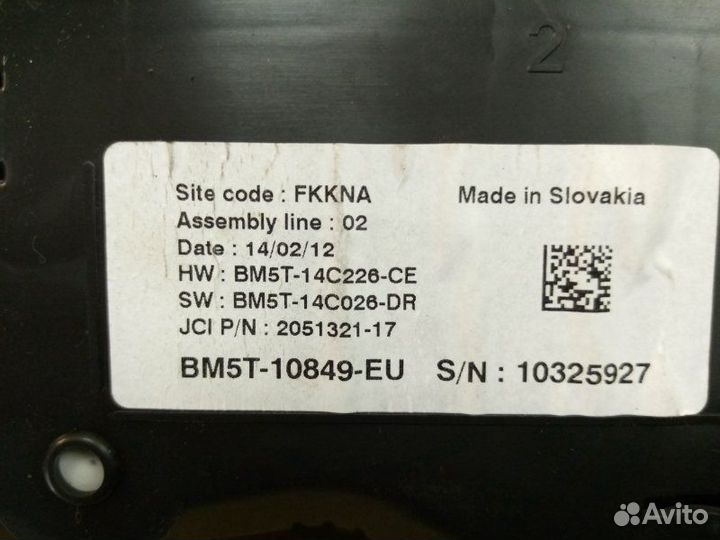 2
Site code : FKKNA
Made in Slovakia
Assembly line : 02
Date : 14/02/12
HW : BM5T-14C226-CE
SW : BM5T-14C026-DR
JCI P/N : 2051321-17
BM5T-10849-EU S/N : 10325927
Avito